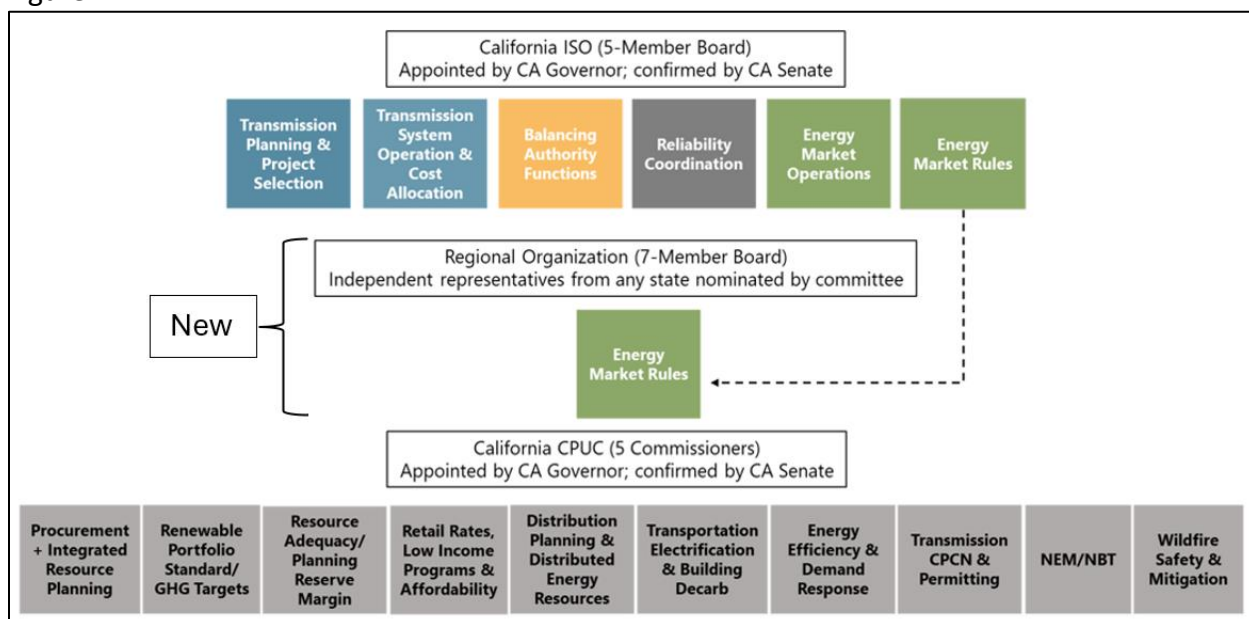 California ISO (5-Member Board)
Appointed by CA Governor; confirmed by CA Senate
Transmission
Planning &
Project
Selection
Transmission
System
Operation &
Cost
Allocation
Balancing
Authority
Functions
Reliability
Coordination
Energy
Market
Operations
Energy
Market Rules
Regional Organization (7-Member Board)
Independent representatives from any state nominated by committee
New
Energy
Market Rules
California CPUC (5 Commissioners)
Appointed by CA Governor; confirmed by CA Senate
Procurement
+ Integrated
Resource
Planning
Renewable
Portfolio
Standard/
GHG Targets
Resource
Adequacy/
Planning
Reserve
Margin
Retail Rates,
Low Income
Programs &
Affordability
Distribution
Planning &
Distributed
Energy
Resources
Transportation
Electrification
& Building
Decarb
Energy
Efficiency &
Demand
Response
Transmission
CPCN &
Permitting
NEM/NBT
Wildfire
Safety &
Mitigation